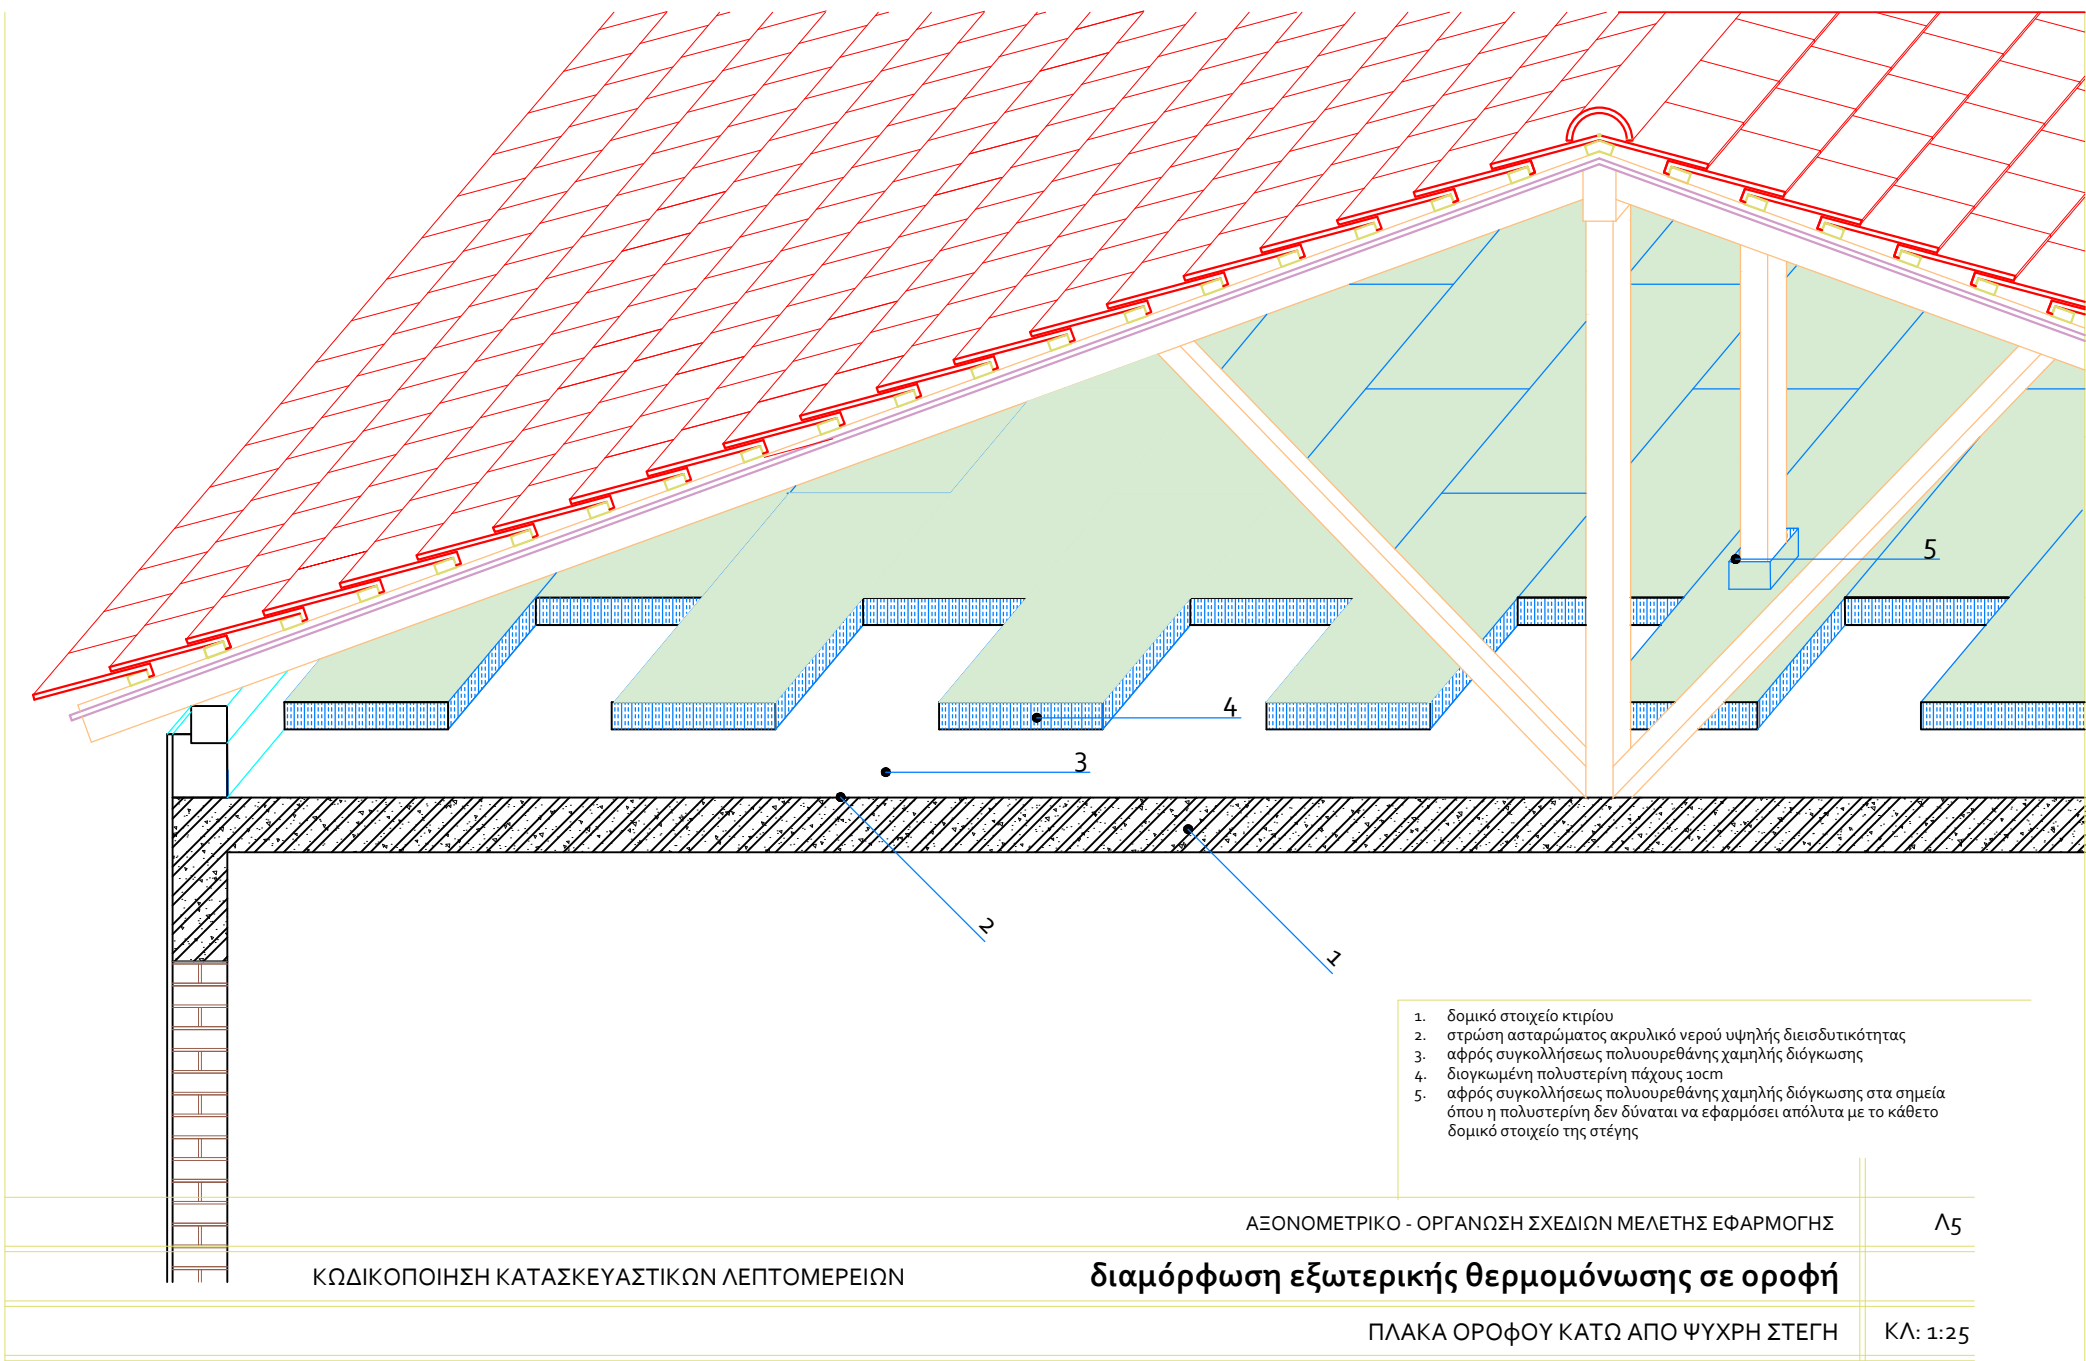 5
4
3
2
1
1. δομικό στοιχείο κτιρίου
2. στρώση ασταρώματος ακρυλικό νερού υψηλής διεισδυτικότητας
3. αφρός συγκολλήσεως πολυουρεθάνης χαμηλής διόγκωσης
4. διογκωμένη πολυστερίνη πάχους 10cm
5. αφρός συγκολλήσεως πολυουρεθάνης χαμηλής διόγκωσης στα σημεία
όπου η πολυστερίνη δεν δύναται να εφαρμόσει απόλυτα με το κάθετο
δομικό στοιχείο της στέγης
ΑΞΟΝΟΜΕΤΡΙΚΟ - ΟΡΓΑΝΩΣΗ ΣΧΕΔΙΩΝ ΜΕΛΕΤΗΣ ΕΦΑΡΜΟΓΗΣ Λ5
ΚΩΔΙΚΟΠΟΙΗΣΗ ΚΑΤΑΣΚΕΥΑΣΤΙΚΩΝ ΛΕΠΤΟΜΕΡΕΙΩΝ διαμόρφωση εξωτερικής θερμομόνωσης σε οροφή
ΠΛΑΚΑ ΟΡΟφΟΥ ΚΑΤΩ ΑΠΟ ΨΥΧΡΗ ΣΤΕΓΗ ΚΛ: 1:25